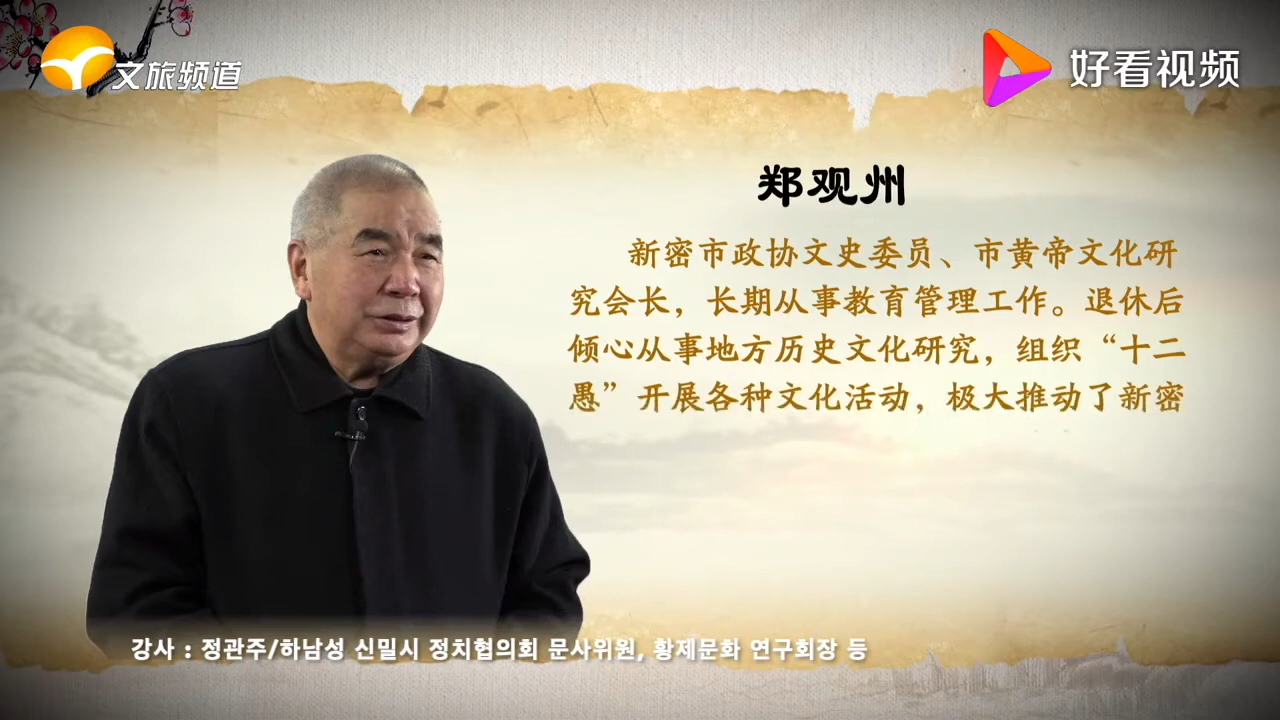 文旅频道
好看视频
郑观州
新密市政协文史委员、市黄帝文化研
究会长，长期从事教育管理工作。退休后
倾心从事地方历史文化研究，组织“十二
愚”开展各种文化活动，极大推动了新密
강사 : 정관주/하남성 신밀시 정치협의회 문사위원, 황제문화 연구회장 등